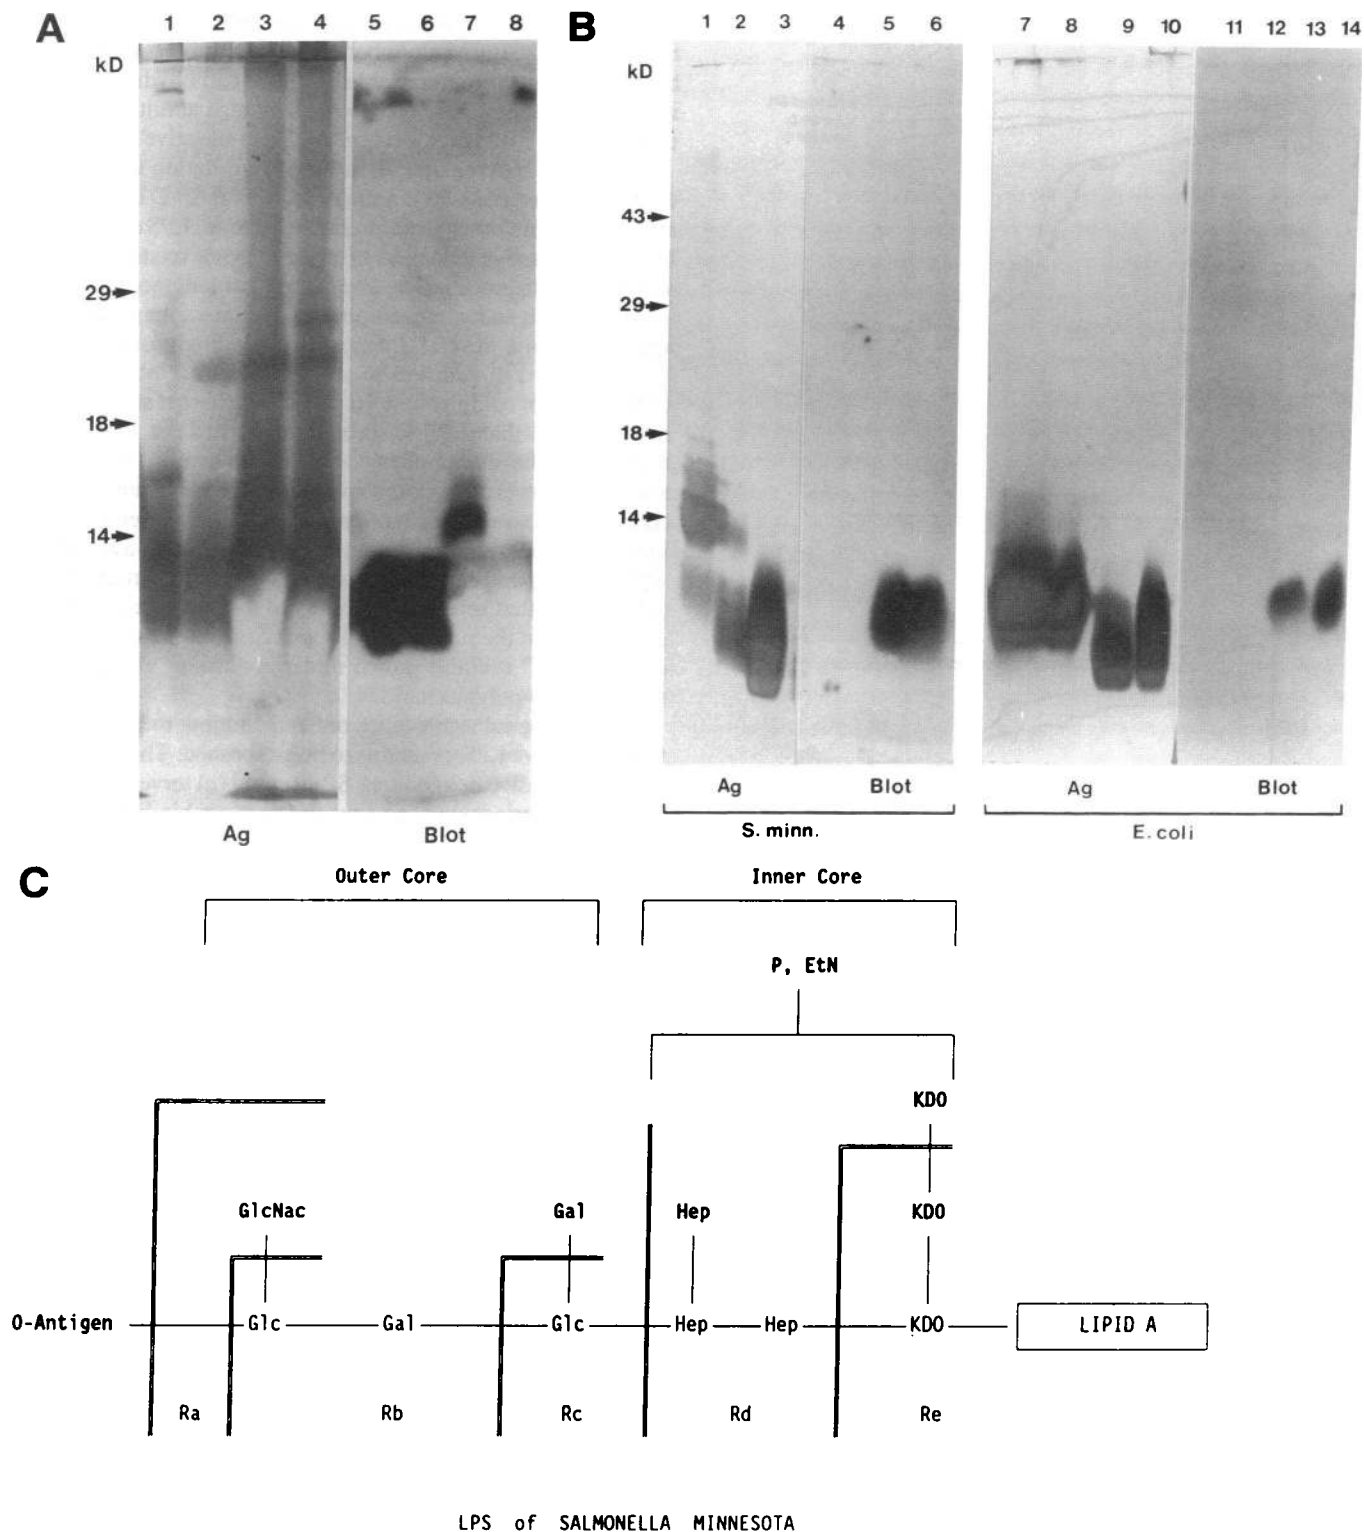 A
1 2 3 4 5 6 7 8
kD
29
18
14
Ag Blot
B
1 2 3 4 5 6 7 8 9 10 11 12 13 14
kD
43
29
18
14
Ag Blot Ag Blot
S. minn. E. coli
C
Outer Core Inner Core
P, EtN
KDO
GlcNac Gal Hep KDO
O-Antigen Glc Gal Glc Hep Hep KDO LIPID A
Ra Rb Rc Rd Re
LPS of SALMONELLA MINNESOTA